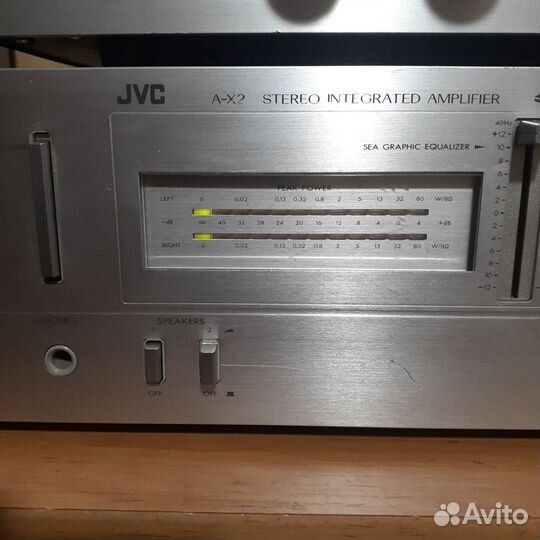 JVC A-X2 STEREO INTEGRATED AMPLIFIER
POWER
40Hz
SEA GRAPHIC EQUALIZER
+12
10
8
6
4
2
0
2
4
6
8
10
-12
PEAK POWER
LEFT 0 0.02 0.13 0.32 0.8 2 5 13 32 80 W/8Ω
-dB ∞ 40 32 28 24 20 16 12 8 4 0 +dB
RIGHT 0 0.02 0.13 0.32 0.8 2 5 13 32 80 W/8Ω
PHONES
SPEAKERS
1 2
OFF OFF
Avito